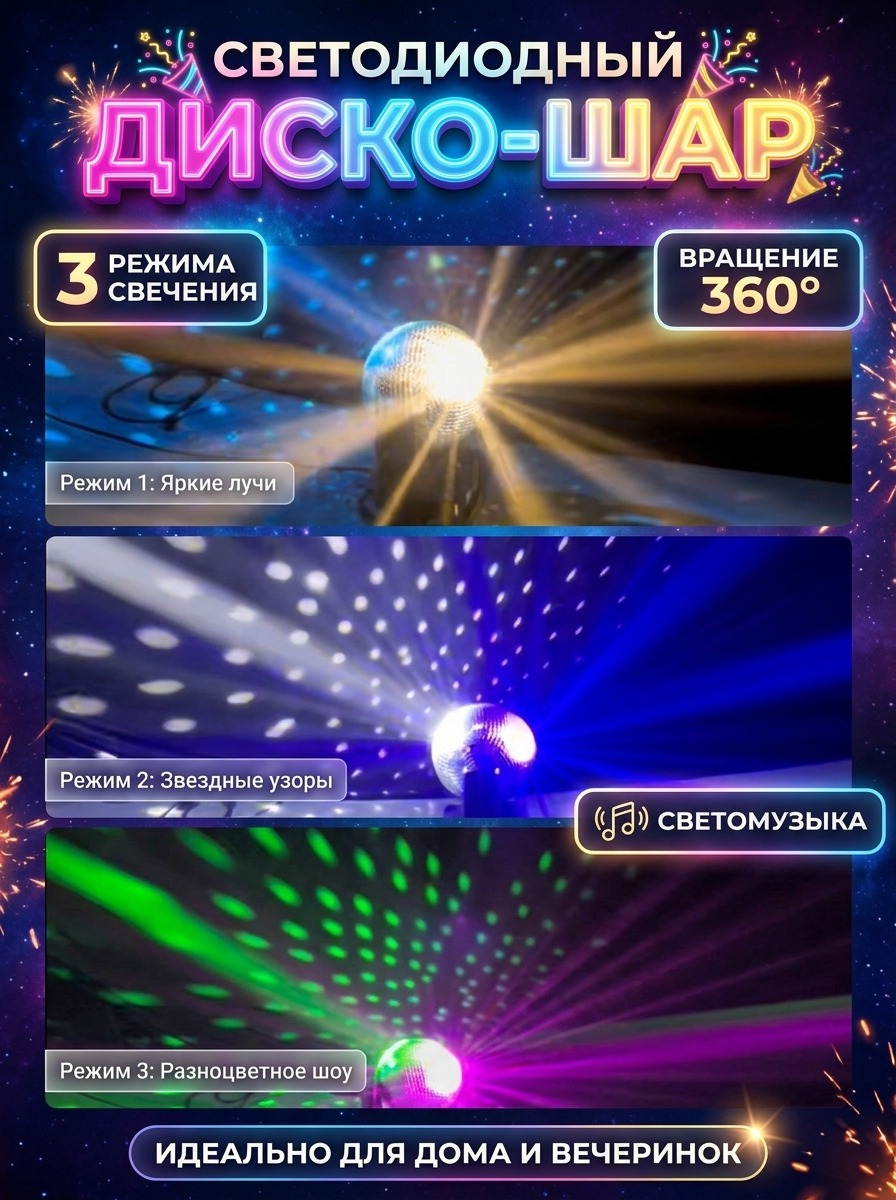 СВЕТОДИОДНЫЙ
ДИСКО-ШАР
3 РЕЖИМА
СВЕЧЕНИЯ
ВРАЩЕНИЕ
360°
Режим 1: Яркие лучи
Режим 2: Звездные узоры
СВЕТОМУЗЫКА
Режим 3: Разноцветное шоу
ИДЕАЛЬНО ДЛЯ ДОМА И ВЕЧЕРИНОК